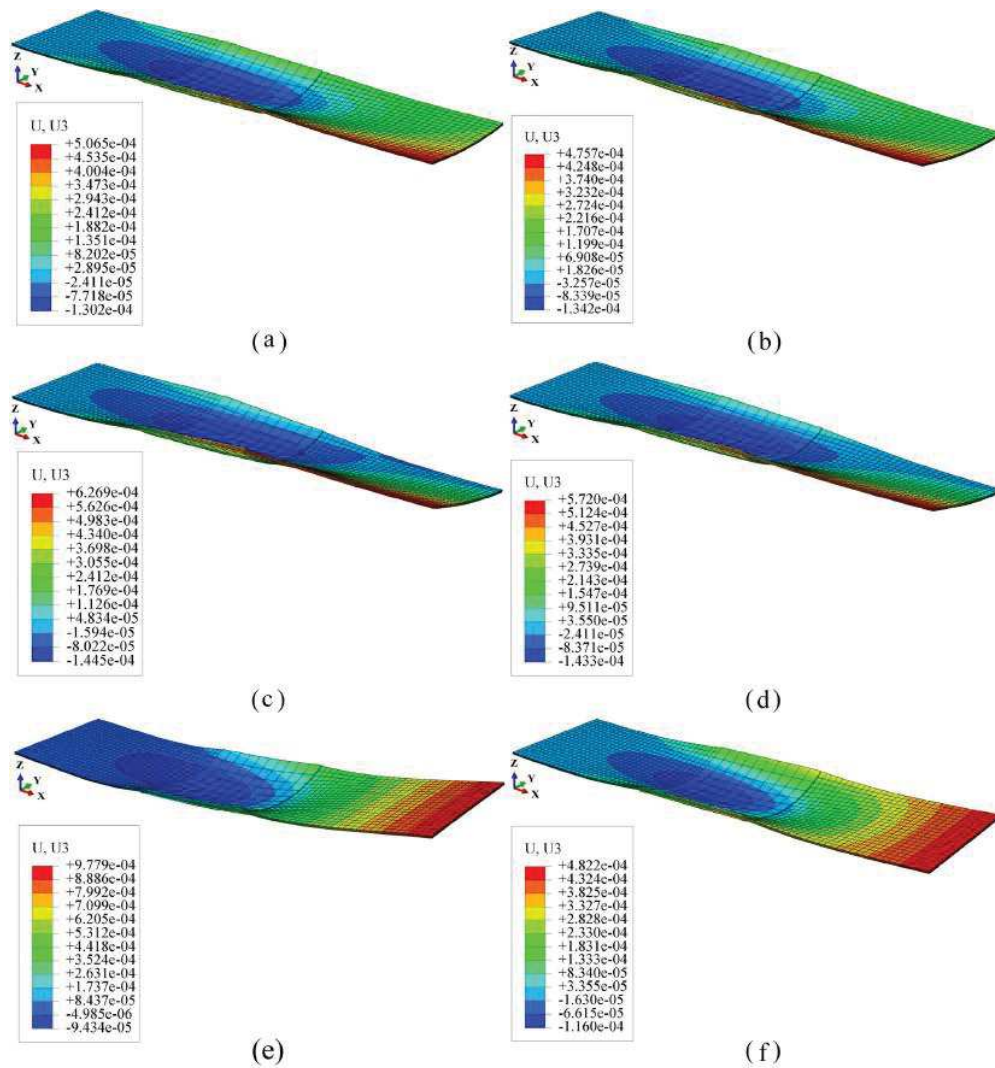 Z
Y
X
U, U3
+5.065e-04
+4.535e-04
+4.004e-04
+3.473e-04
+2.943e-04
+2.412e-04
+1.882e-04
+1.351e-04
+8.202e-05
+2.895e-05
-2.411e-05
-7.718e-05
-1.302e-04
(a)
Z
Y
X
U, U3
+4.757e-04
+4.248e-04
+3.740e-04
+3.232e-04
+2.724e-04
+2.216e-04
+1.707e-04
+1.199e-04
+6.908e-05
+1.826e-05
-3.257e-05
-8.339e-05
-1.342e-04
(b)
Z
Y
X
U, U3
+6.269e-04
+5.626e-04
+4.983e-04
+4.340e-04
+3.698e-04
+3.055e-04
+2.412e-04
+1.769e-04
+1.126e-04
+4.834e-05
-1.594e-05
-8.022e-05
-1.445e-04
(c)
Z
Y
X
U, U3
+5.720e-04
+5.124e-04
+4.527e-04
+3.931e-04
+3.335e-04
+2.739e-04
+2.143e-04
+1.547e-04
+9.511e-05
+3.550e-05
-2.411e-05
-8.371e-05
-1.433e-04
(d)
Z
Y
X
U, U3
+9.779e-04
+8.886e-04
+7.992e-04
+7.099e-04
+6.205e-04
+5.312e-04
+4.418e-04
+3.524e-04
+2.631e-04
+1.737e-04
+8.437e-05
-4.985e-06
-9.434e-05
(e)
Z
Y
X
U, U3
+4.822e-04
+4.324e-04
+3.825e-04
+3.327e-04
+2.828e-04
+2.330e-04
+1.831e-04
+1.333e-04
+8.340e-05
+3.355e-05
-1.630e-05
-6.615e-05
-1.160e-04
(f)